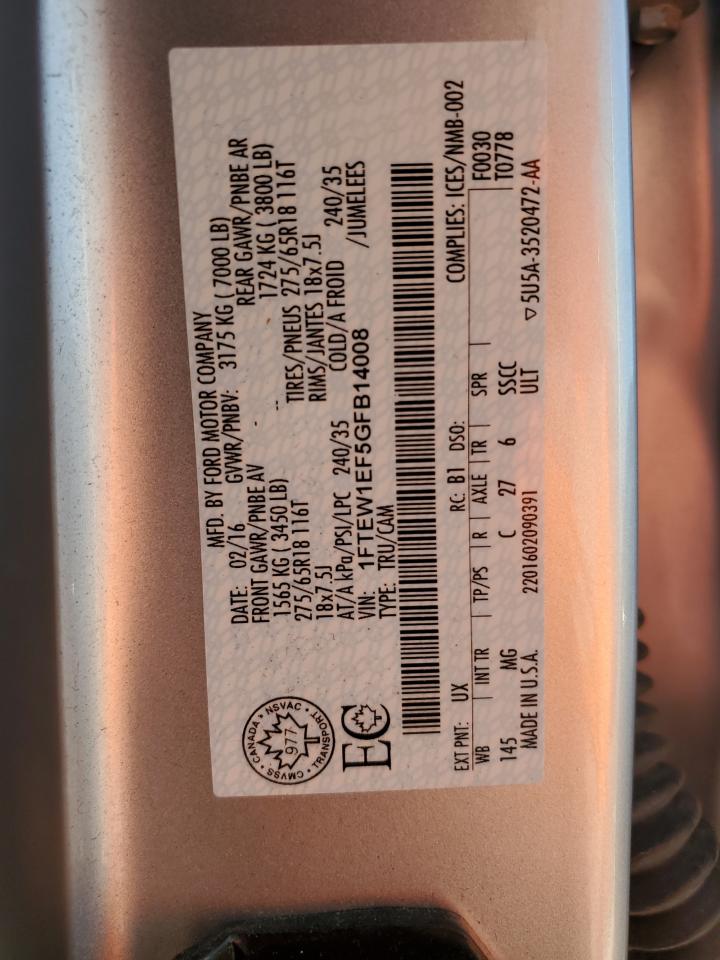 MFD. BY FORD MOTOR COMPANY
DATE: 02/16 GVWR/PNBV: 3175 KG ( 7000 LB)
FRONT GAWR/PNBE AV REAR GAWR/PNBE AR
1565 KG ( 3450 LB) 1724 KG ( 3800 LB)
275/65R18 116T TIRES/PNEUS 275/65R18 116T
18x7.5J RIMS/JANTES 18x7.5J
AT/A kPa/PSI/LPC 240/35 COLD/A FROID 240/35
VIN: 1FTEW1EF5GFB14008 /JUMELEES
TYPE: TRU/CAM
CANADA • NSVAC • TRANSPORT • CMVSS •
977
EC
COMPLIES: ICES/NMB-002
EXT PNT: UX RC: B1 DSO: F0030
WB INT TR TP/PS R AXLE TR SPR T0778
145 MG C 27 6 SSCC
MADE IN U.S.A. 2201602090391 ULT ▽5U5A-3520472-AA